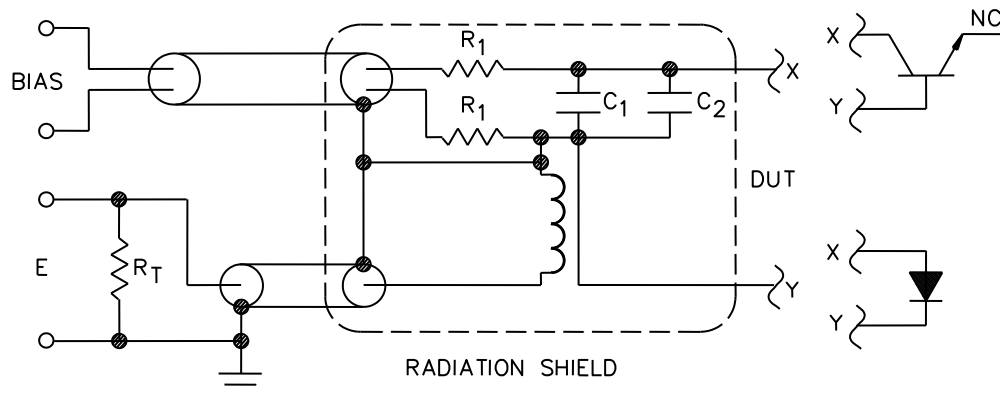 BIAS
R1
R1
C1
C2
X
X
NC
Y
DUT
E
RT
Y
X
Y
RADIATION SHIELD